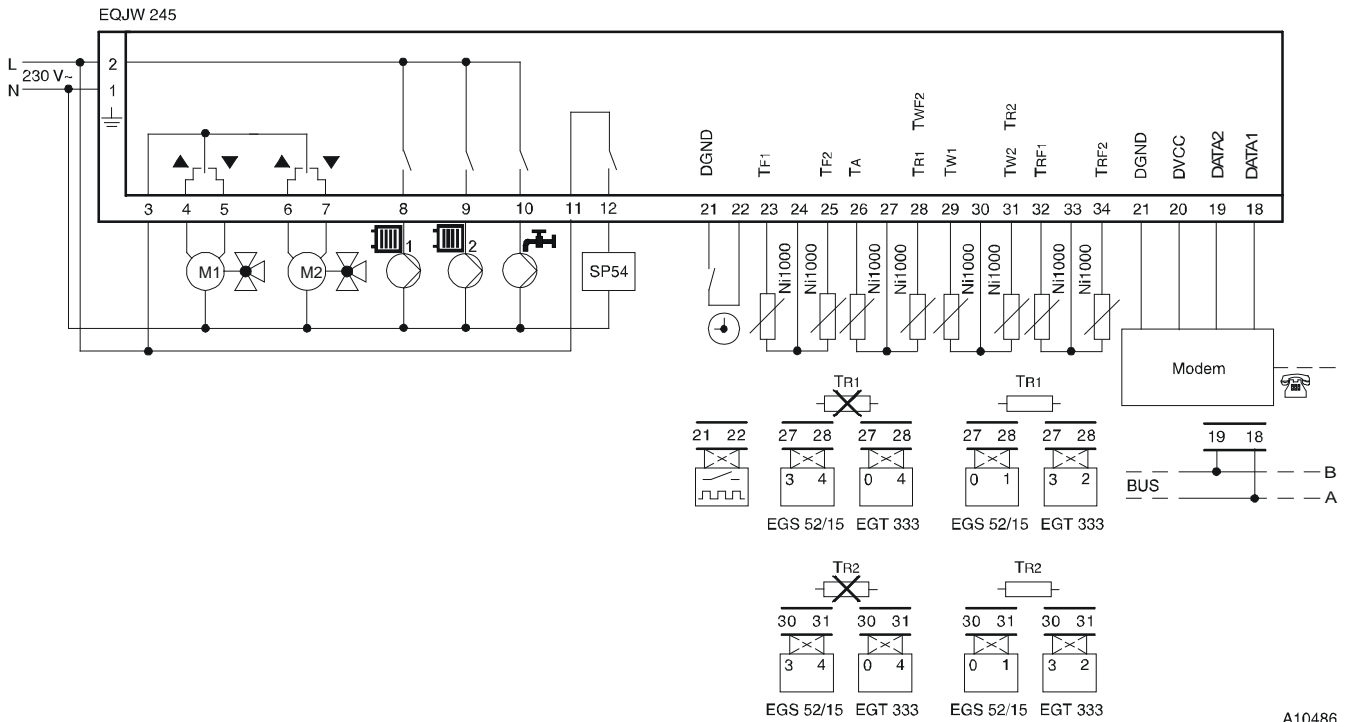 EQJW 245
L
230 V~
N
2
1
DGND
TF1
TF2
TA
TR1
TWF2
TW1
TW2
TR2
TRF1
TRF2
DGND
DVCC
DATA2
DATA1
3 4 5 6 7 8 9 10 11 12 21 22 23 24 25 26 27 28 29 30 31 32 33 34 21 20 19 18
1
2
M1
M2
SP54
Ni1000
Ni1000
Ni1000
Ni1000
Ni1000
Ni1000
Ni1000
Ni1000
Modem
TR1
TR1
21 22 27 28 27 28 27 28 27 28 19 18
3 4 0 4 0 1 3 2
BUS
B
A
EGS 52/15 EGT 333 EGS 52/15 EGT 333
TR2
TR2
30 31 30 31 30 31 30 31
3 4 0 4 0 1 3 2
EGS 52/15 EGT 333 EGS 52/15 EGT 333
A10486